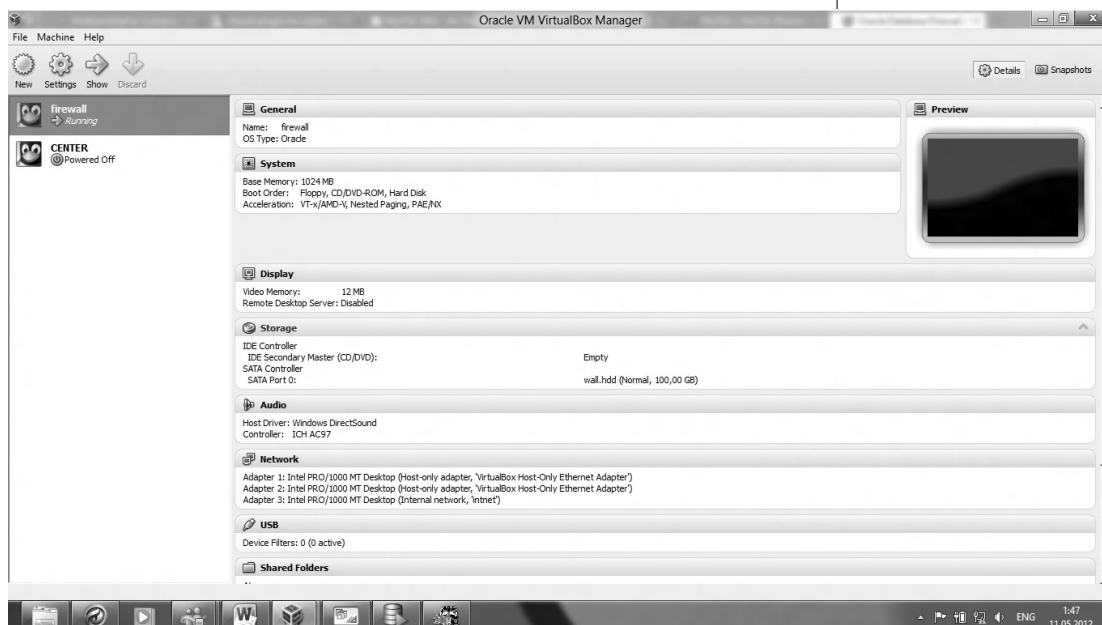 Oracle VM VirtualBox Manager
File Machine Help
New Settings Show Discard
Details Snapshots
firewall
Running
CENTER
Powered Off
General
Name: firewall
OS Type: Oracle
Preview
System
Base Memory: 1024 MB
Boot Order: Floppy, CD/DVD-ROM, Hard Disk
Acceleration: VT-x/AMD-V, Nested Paging, PAE/NX
Display
Video Memory: 12 MB
Remote Desktop Server: Disabled
Storage
IDE Controller
IDE Secondary Master (CD/DVD): Empty
SATA Controller
SATA Port 0: wall.hdd (Normal, 100,00 GB)
Audio
Host Driver: Windows DirectSound
Controller: ICH AC97
Network
Adapter 1: Intel PRO/1000 MT Desktop (Host-only adapter, 'VirtualBox Host-Only Ethernet Adapter')
Adapter 2: Intel PRO/1000 MT Desktop (Host-only adapter, 'VirtualBox Host-Only Ethernet Adapter')
Adapter 3: Intel PRO/1000 MT Desktop (Internal network, 'intnet')
USB
Device Filters: 0 (0 active)
Shared Folders
ENG
1:47
11.05.2012